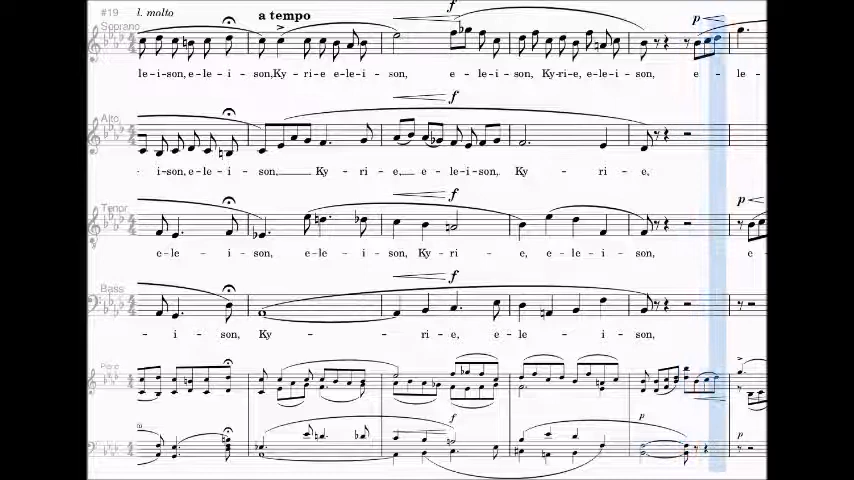 #19 l. molto a tempo f p
Soprano
le-i-son, e-le-i-son, Ky-ri-e e-le-i-son, e-le-i-son, Ky-ri-e, e-le-i-son, e-le-
f
Alto
-i-son, e-le-i-son, Ky-ri-e, e-le-i-son, Ky-ri-e,
f p
Tenor
e-le-i-son, e-le-i-son, Ky-ri-e, e-le-i-son, e
f
Bass
-i-son, Ky-ri-e, e-le-i-son,
f p p